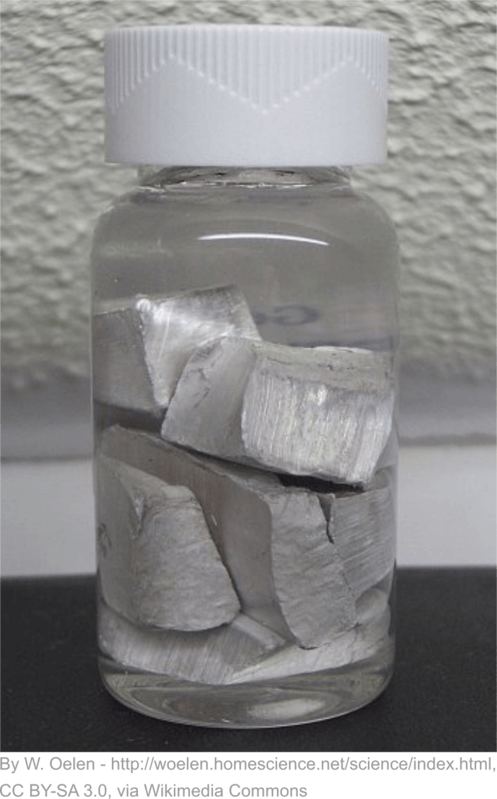 By W. Oelen - http://woelen.homescience.net/science/index.html,
CC BY-SA 3.0, via Wikimedia Commons